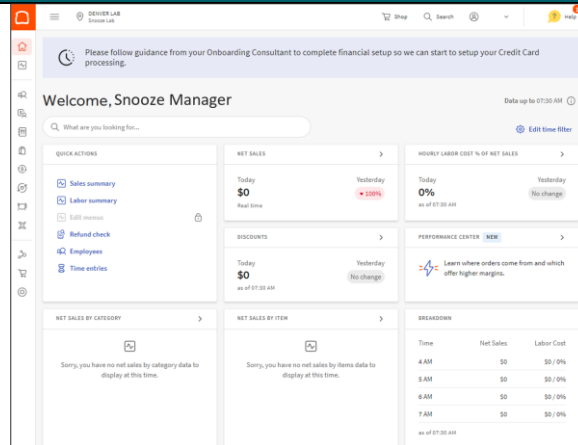 DENVER LAB
Snooze Lab
Shop
Search
Help
Please follow guidance from your Onboarding Consultant to complete financial setup so we can start to setup your Credit Card
processing.
Welcome, Snooze Manager
Data up to 07:30 AM
What are you looking for...
Edit time filter
QUICK ACTIONS
Sales summary
Labor summary
Edit menus
Refund check
Employees
Time entries
NET SALES
Today
Yesterday
$0
100%
Real time
HOURLY LABOR COST % OF NET SALES
Today
Yesterday
0%
No change
as of 07:30 AM
DISCOUNTS
Today
Yesterday
$0
No change
as of 07:30 AM
PERFORMANCE CENTER NEW
Learn where orders come from and which
offer higher margins.
NET SALES BY CATEGORY
Sorry, you have no net sales by category data to
display at this time.
NET SALES BY ITEM
Sorry, you have no net sales by items data to
display at this time.
BREAKDOWN
Time Net Sales Labor Cost
4 AM $0 $0 / 0%
5 AM $0 $0 / 0%
6 AM $0 $0 / 0%
7 AM $0 $0 / 0%
as of 07:30 AM